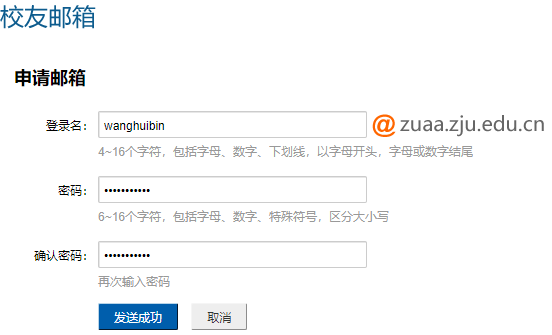 校友邮箱
申请邮箱
登录名： wanghuibin @ zuaa.zju.edu.cn
4~16个字符，包括字母、数字、下划线，以字母开头，字母或数字结尾
密码： •••••••••••
6~16个字符，包括字母、数字、特殊符号，区分大小写
确认密码： •••••••••••
再次输入密码
发送成功 取消